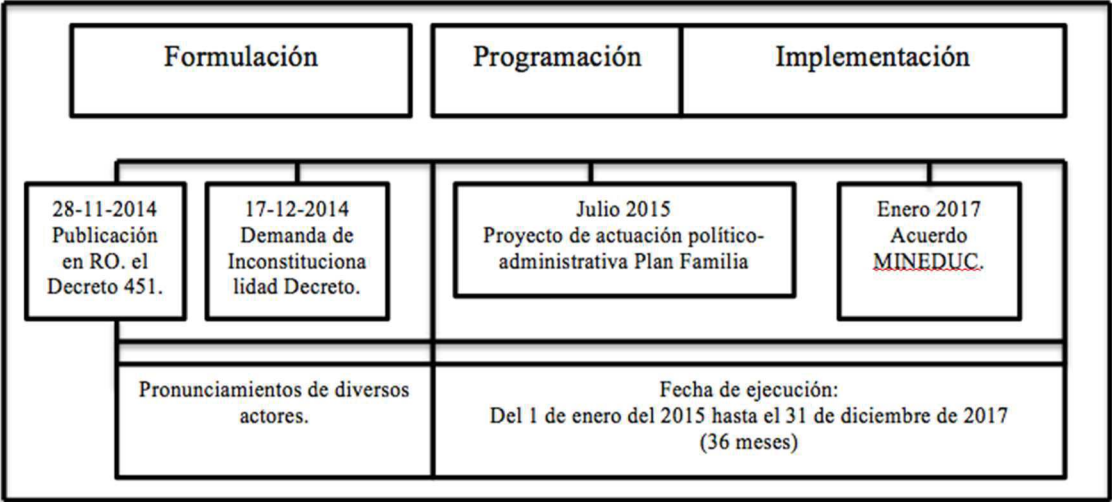 Formulación
Programación
Implementación
28-11-2014
Publicación
en RO. el
Decreto 451.
17-12-2014
Demanda de
Inconstituciona
lidad Decreto.
Julio 2015
Proyecto de actuación político-
administrativa Plan Familia
Enero 2017
Acuerdo
MINEDUC.
Pronunciamientos de diversos
actores.
Fecha de ejecución:
Del 1 de enero del 2015 hasta el 31 de diciembre de 2017
(36 meses)